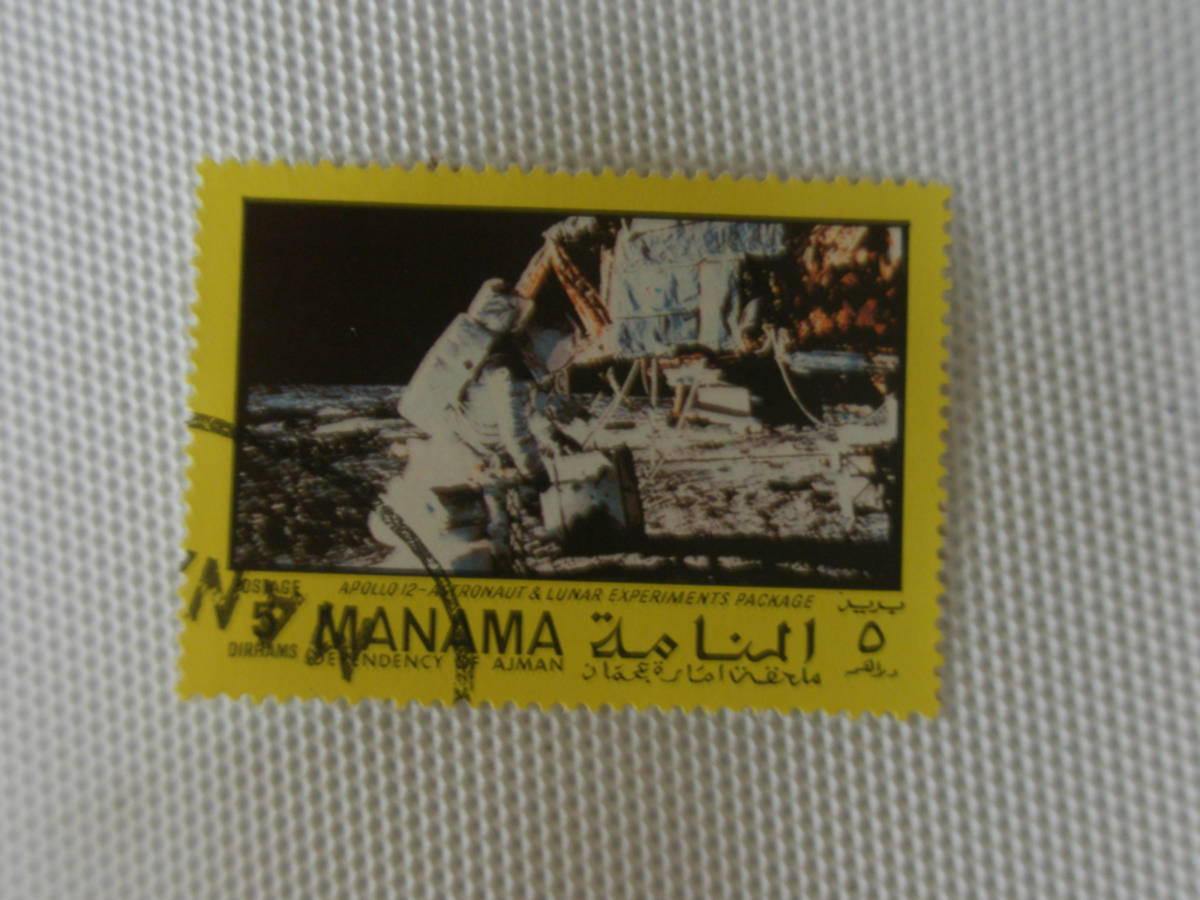 APOLLO 12-ASTRONAUT & LUNAR EXPERIMENTS PACKAGE
POSTAGE
5
DIRHAMS
MANAMA
DEPENDENCY OF AJMAN
المنامة
ملحقة امارة عجمان
بريد
٥
دراهم